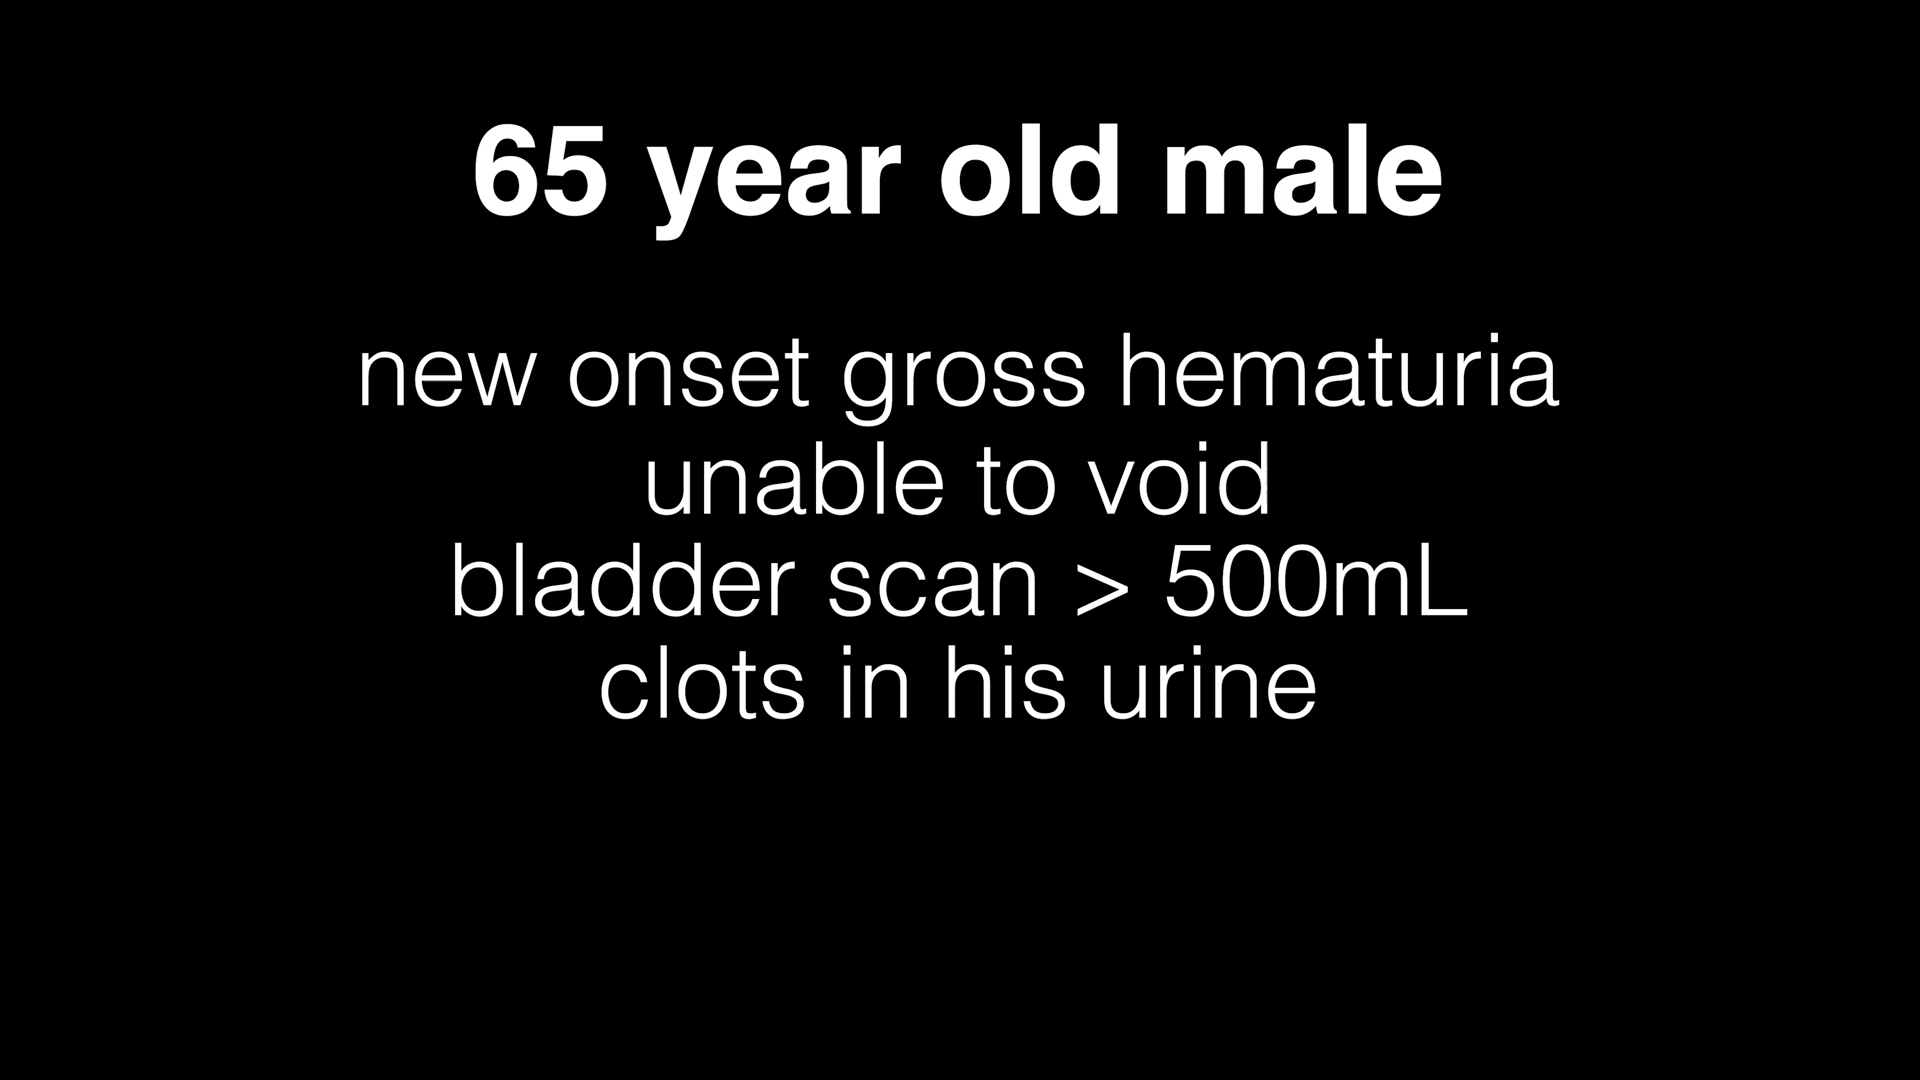 65 year old male
new onset gross hematuria
unable to void
bladder scan > 500mL
clots in his urine